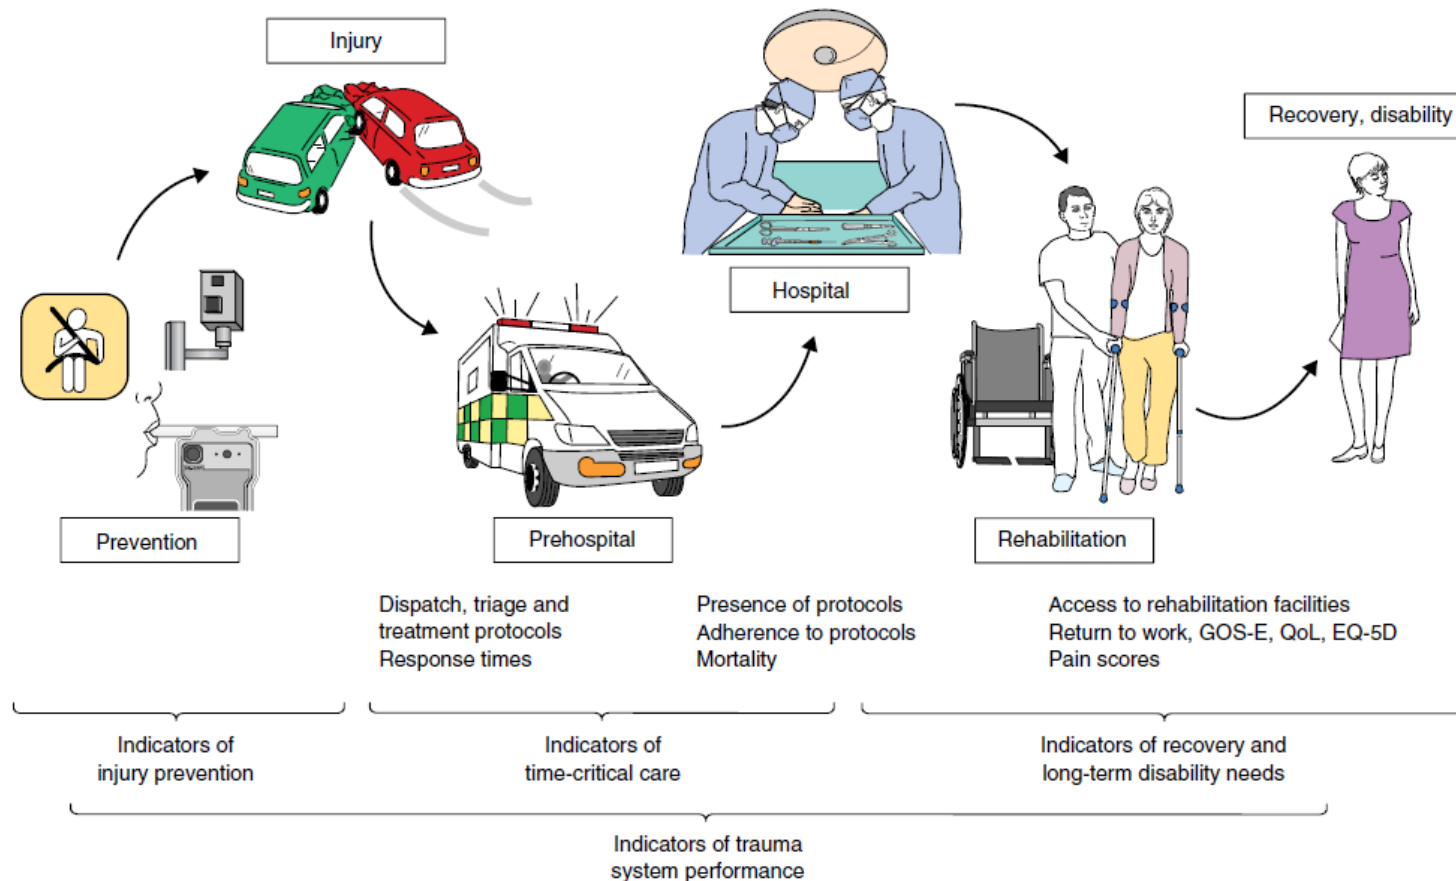 Injury
Recovery, disability
Hospital
Prevention
Prehospital
Rehabilitation
Dispatch, triage and
treatment protocols
Response times
Presence of protocols
Adherence to protocols
Mortality
Access to rehabilitation facilities
Return to work, GOS-E, QoL, EQ-5D
Pain scores
Indicators of
injury prevention
Indicators of
time-critical care
Indicators of recovery and
long-term disability needs
Indicators of trauma
system performance